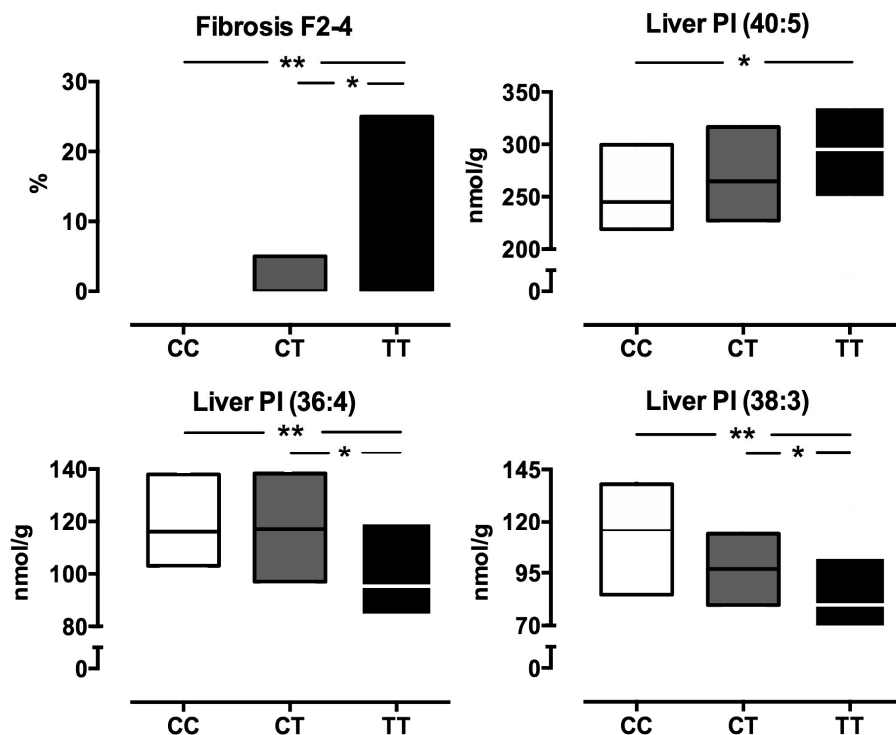 Fibrosis F2-4
** 
*
30
20
10
0
%
CC CT TT
Liver PI (40:5)
*
350
300
250
200
0
nmol/g
CC CT TT
Liver PI (36:4)
**
*
140
120
100
80
0
nmol/g
CC CT TT
Liver PI (38:3)
**
*
145
120
95
70
0
nmol/g
CC CT TT